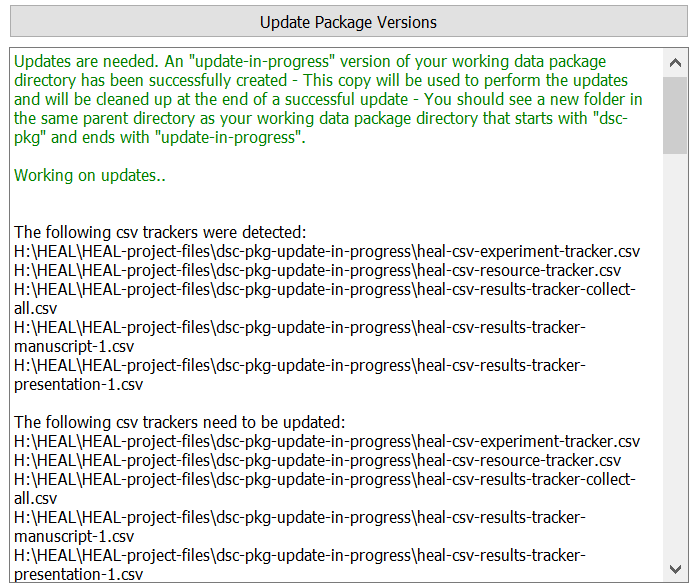 Update Package Versions
Updates are needed. An "update-in-progress" version of your working data package
directory has been successfully created - This copy will be used to perform the updates
and will be cleaned up at the end of a successful update - You should see a new folder in
the same parent directory as your working data package directory that starts with "dsc-
pkg" and ends with "update-in-progress".
Working on updates..
The following csv trackers were detected:
H:\HEAL\HEAL-project-files\dsc-pkg-update-in-progress\heal-csv-experiment-tracker.csv
H:\HEAL\HEAL-project-files\dsc-pkg-update-in-progress\heal-csv-resource-tracker.csv
H:\HEAL\HEAL-project-files\dsc-pkg-update-in-progress\heal-csv-results-tracker-collect-
all.csv
H:\HEAL\HEAL-project-files\dsc-pkg-update-in-progress\heal-csv-results-tracker-
manuscript-1.csv
H:\HEAL\HEAL-project-files\dsc-pkg-update-in-progress\heal-csv-results-tracker-
presentation-1.csv
The following csv trackers need to be updated:
H:\HEAL\HEAL-project-files\dsc-pkg-update-in-progress\heal-csv-experiment-tracker.csv
H:\HEAL\HEAL-project-files\dsc-pkg-update-in-progress\heal-csv-resource-tracker.csv
H:\HEAL\HEAL-project-files\dsc-pkg-update-in-progress\heal-csv-results-tracker-collect-
all.csv
H:\HEAL\HEAL-project-files\dsc-pkg-update-in-progress\heal-csv-results-tracker-
manuscript-1.csv
H:\HEAL\HEAL-project-files\dsc-pkg-update-in-progress\heal-csv-results-tracker-
presentation-1.csv